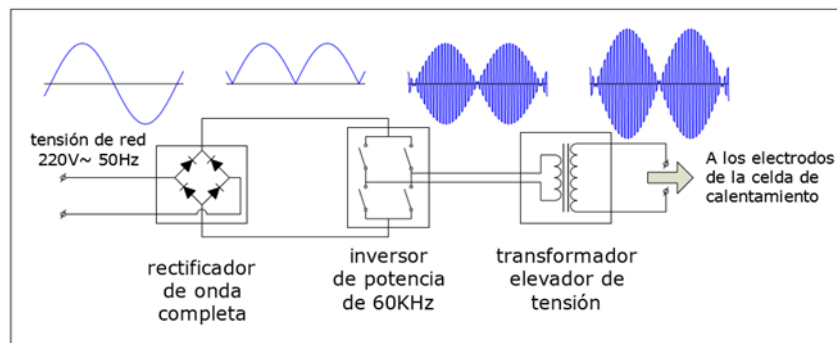 tensión de red
220V~ 50Hz
rectificador
de onda
completa
inversor
de potencia
de 60KHz
transformador
elevador de
tensión
A los electrodos
de la celda de
calentamiento